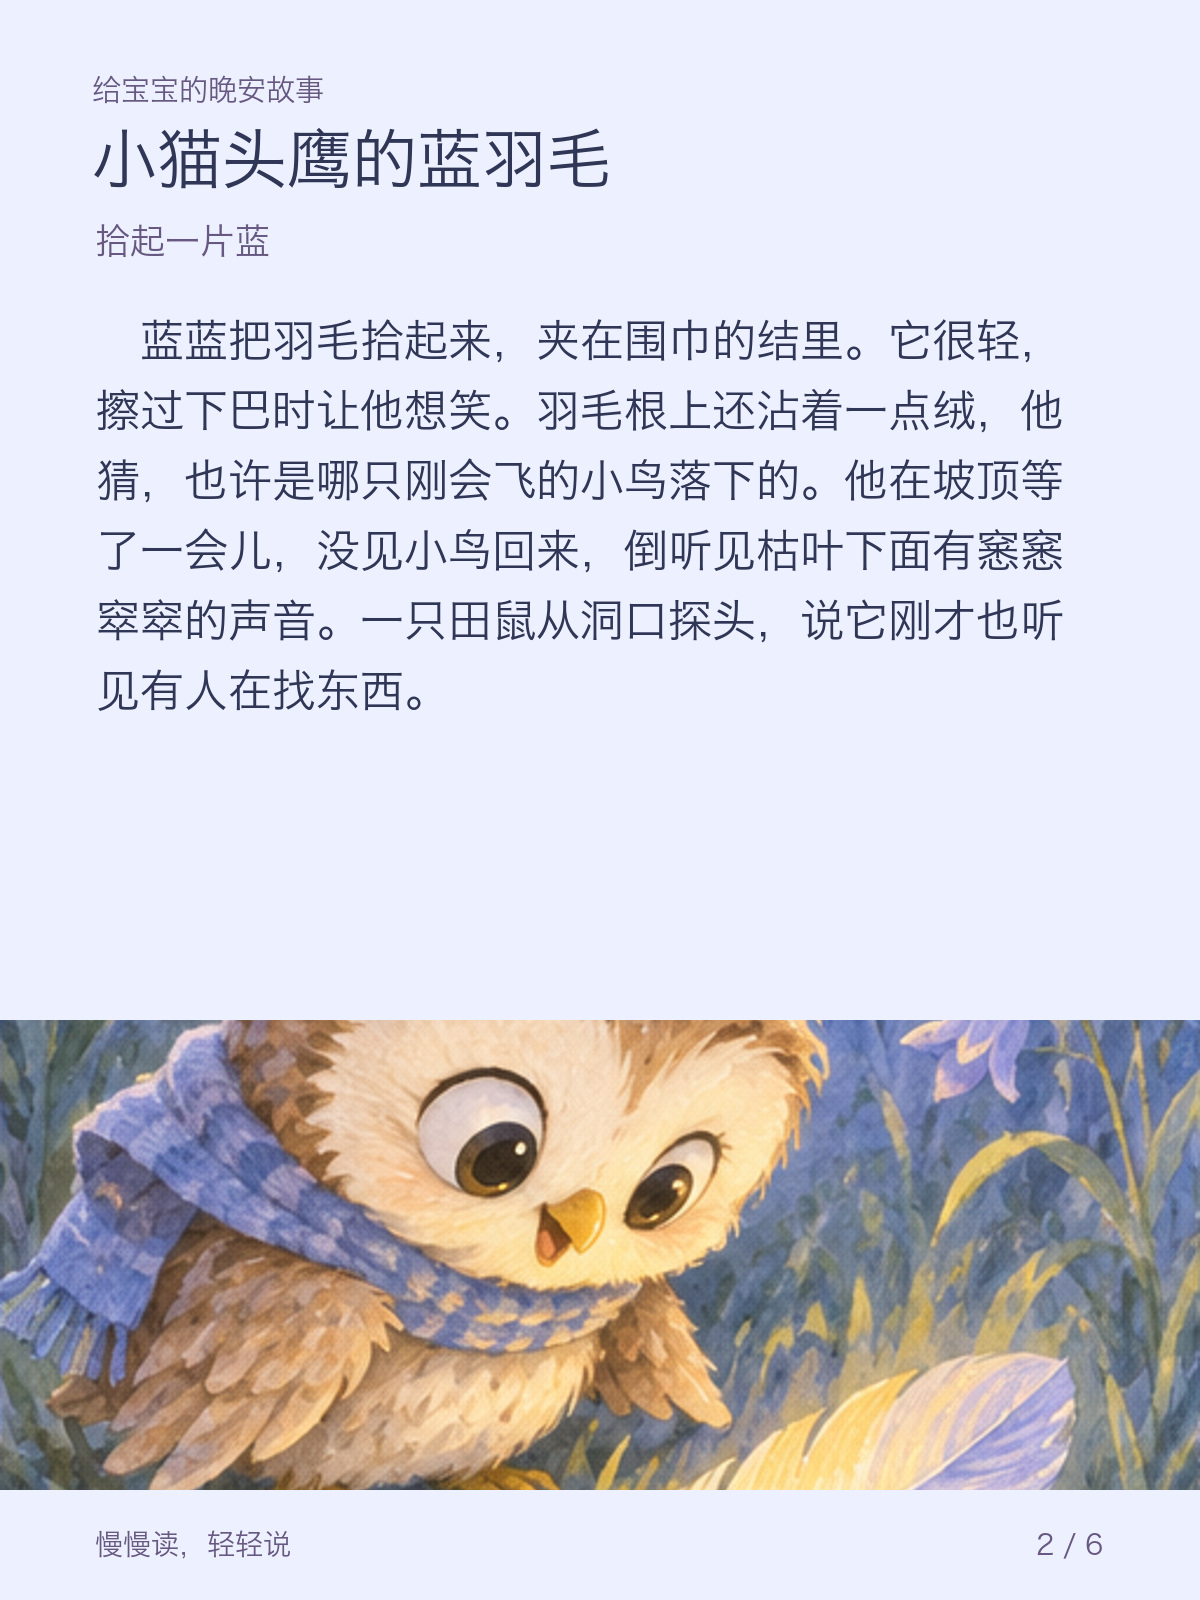 给宝宝的晚安故事
小猫头鹰的蓝羽毛
拾起一片蓝
蓝蓝把羽毛拾起来，夹在围巾的结里。它很轻，
擦过下巴时让他想笑。羽毛根上还沾着一点绒，他
猜，也许是哪只刚会飞的小鸟落下的。他在坡顶等
了一会儿，没见小鸟回来，倒听见枯叶下面有窸窸
窣窣的声音。一只田鼠从洞口探头，说它刚才也听
见有人在找东西。
慢慢读，轻轻说
2 / 6